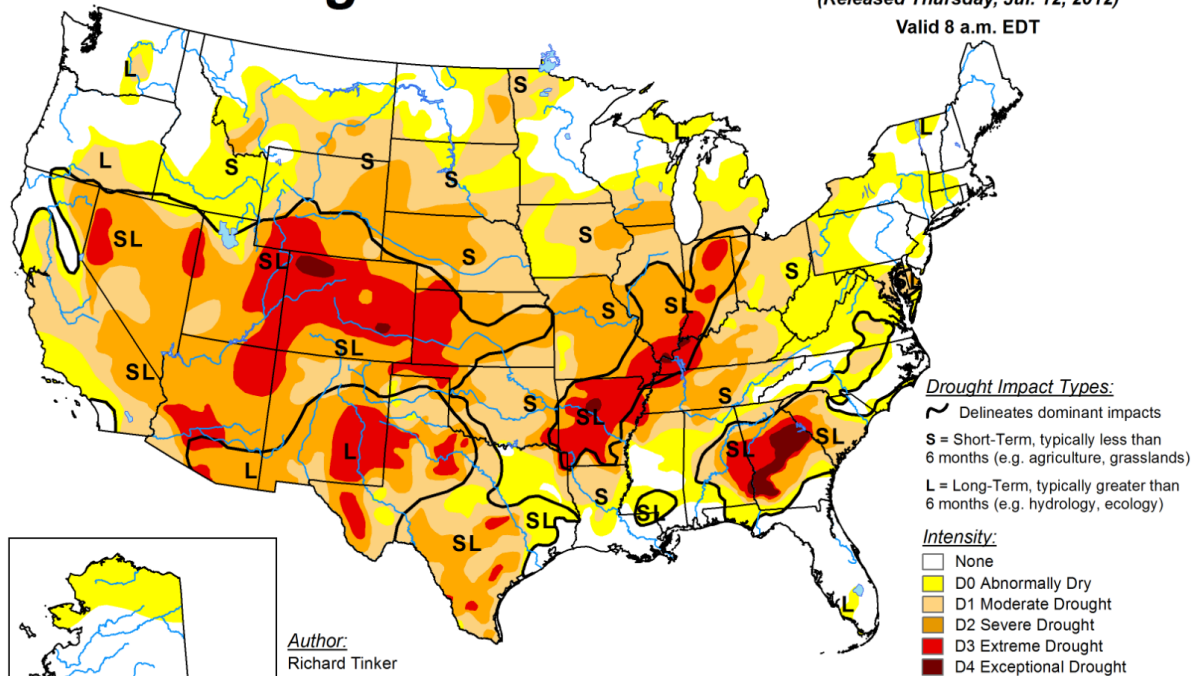 (Released Thursday, Jul. 12, 2012)
Valid 8 a.m. EDT
L
S
L
L
L
S
S
S
SL
S
S
SL
S
S
SL
SL
SL
S
S
SL
L
SL
SL
L
S
SL
SL
SL
L
Drought Impact Types:
Delineates dominant impacts
S = Short-Term, typically less than
6 months (e.g. agriculture, grasslands)
L = Long-Term, typically greater than
6 months (e.g. hydrology, ecology)
Intensity:
None
D0 Abnormally Dry
D1 Moderate Drought
D2 Severe Drought
D3 Extreme Drought
D4 Exceptional Drought
Author:
Richard Tinker